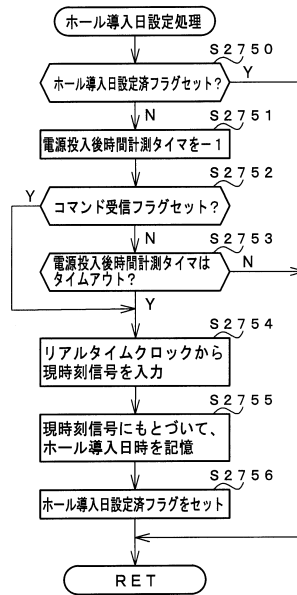 ホール導入日設定処理
S2750
ホール導入日設定済フラグセット?
Y
N
S2751
電源投入後時間計測タイマを−1
S2752
Y
コマンド受信フラグセット?
N
S2753
電源投入後時間計測タイマは
タイムアウト?
N
Y
S2754
リアルタイムクロックから
現時刻信号を入力
S2755
現時刻信号にもとづいて、
ホール導入日時を記憶
S2756
ホール導入日設定済フラグをセット
RET